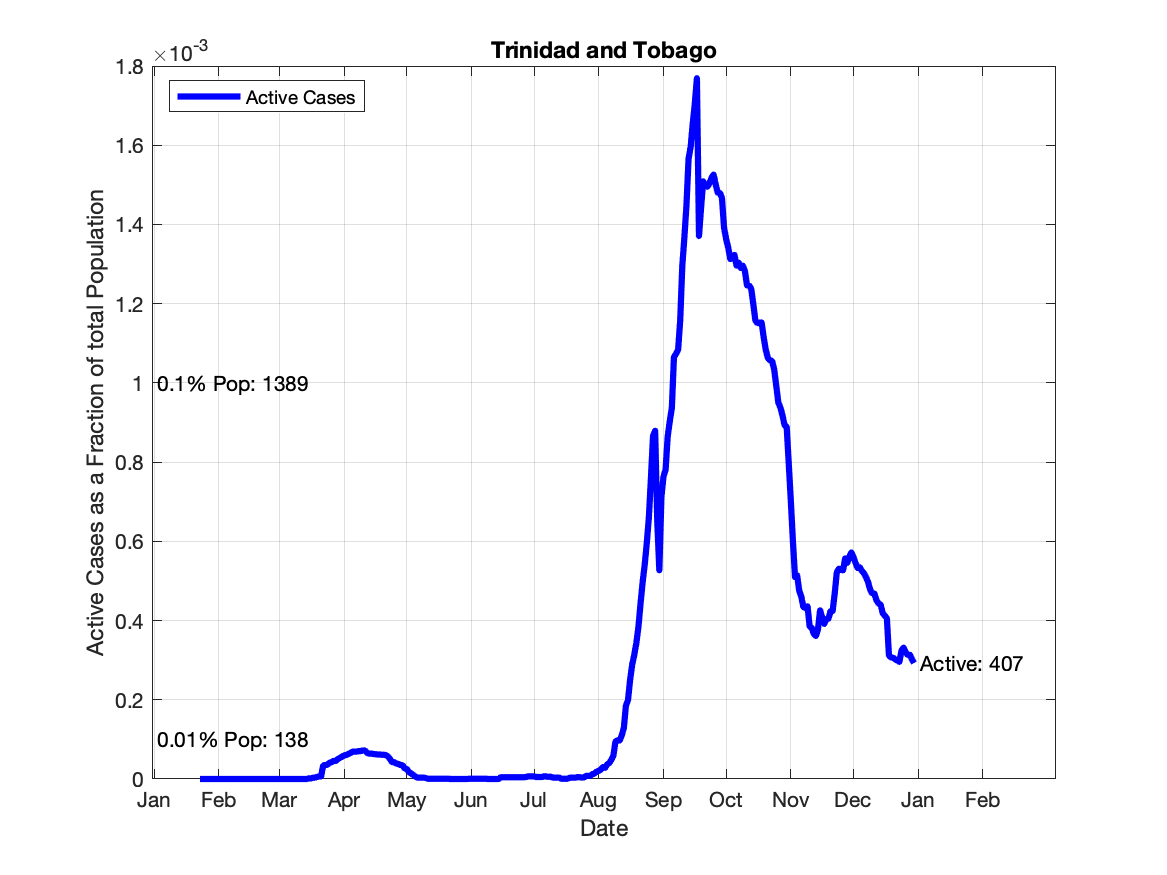 Trinidad and Tobago
×10-3
Active Cases
1.8
1.6
1.4
1.2
1
0.8
0.6
0.4
0.2
0
0.1% Pop: 1389
0.01% Pop: 138
Active: 407
Active Cases as a Fraction of total Population
Jan Feb Mar Apr May Jun Jul Aug Sep Oct Nov Dec Jan Feb
Date